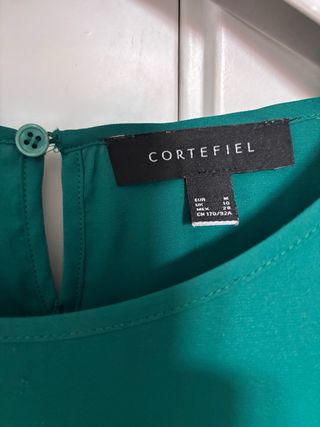 CORTEFIEL
EUR M
UK 10
MEX 28
CN 170/92A